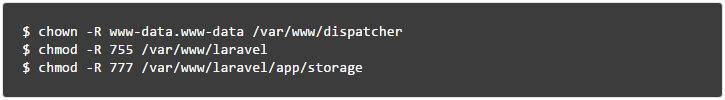 $ chown -R www-data.www-data /var/www/dispatcher
$ chmod -R 755 /var/www/laravel
$ chmod -R 777 /var/www/laravel/app/storage